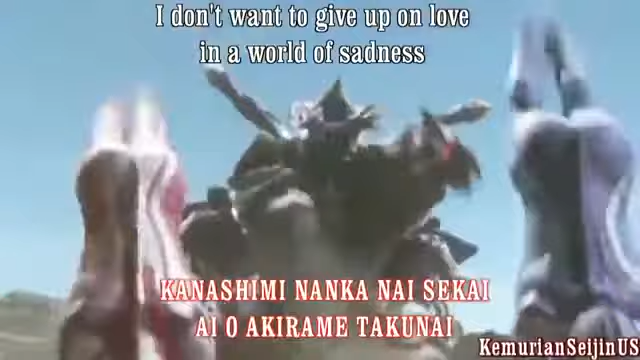 I don't want to give up on love
in a world of sadness
KANASHIMI NANKA NAI SEKAI
AI O AKIRAME TAKUNAI
KemurianSeijinUS